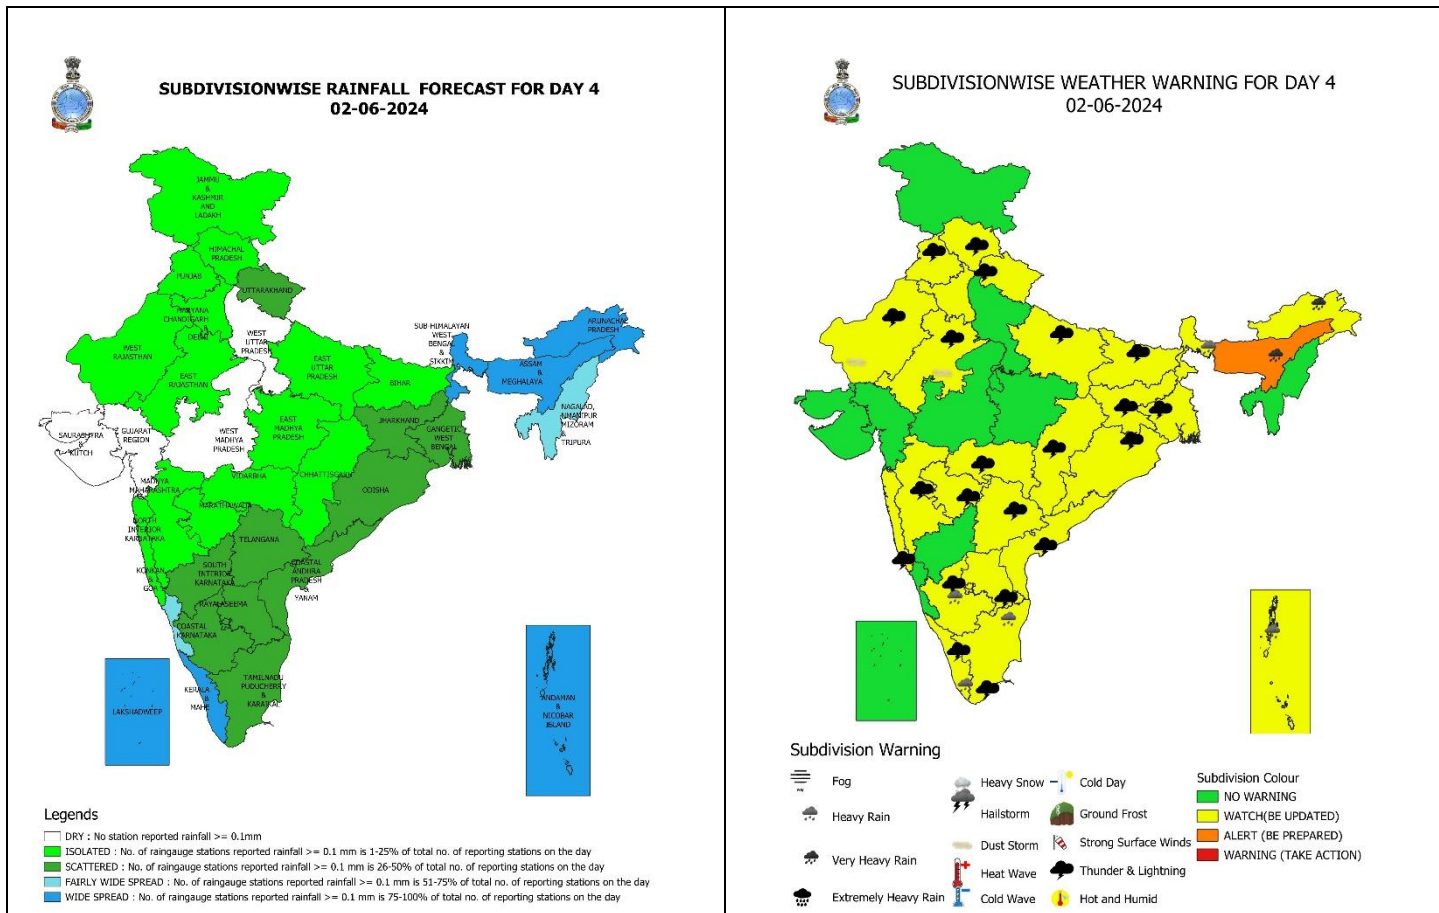 SUBDIVISIONWISE RAINFALL FORECAST FOR DAY 4
02-06-2024
JAMMU
&
KASHMIR
AND
LADAKH
HIMACHAL
PRADESH
PUNJAB
UTTARAKHAND
HARYANA
CHANDIGARH
&
DELHI
WEST
UTTAR
PRADESH
SUB-HIMALAYAN
WEST
BENGAL
&
SIKKIM
ARUNACHAL
PRADESH
WEST
RAJASTHAN
EAST
UTTAR
PRADESH
ASSAM
&
MEGHALAYA
EAST
RAJASTHAN
BIHAR
NAGALAD,
MANIPUR
MIZORAM
&
TRIPURA
SAURASHTRA
&
KUTCH
GUJARAT
REGION
WEST
MADHYA
PRADESH
EAST
MADHYA
PRADESH
JHARKHAND
GANGETIC
WEST
BENGAL
MADHYA
MAHARASHTRA
VIDARBHA
CHHATTISGARH
ODISHA
MARATHAWADA
NORTH
INTERIOR
KARNATAKA
TELANGANA
KONKAN
&
GOA
SOUTH
INTERIOR
KARNATAKA
COASTAL
ANDHRA
PRADESH
&
YANAM
RAYALASEEMA
COASTAL
KARNATAKA
KERALA
&
MAHE
TAMILNADU
PUDUCHERRY
&
KARAIKAL
LAKSHADWEEP
ANDAMAN
&
NICOBAR
ISLAND
Legends
DRY : No station reported rainfall >= 0.1mm
ISOLATED : No. of raingauge stations reported rainfall >= 0.1 mm is 1-25% of total no. of reporting stations on the day
SCATTERED : No. of raingauge stations reported rainfall >= 0.1 mm is 26-50% of total no. of reporting stations on the day
FAIRLY WIDE SPREAD : No. of raingauge stations reported rainfall >= 0.1 mm is 51-75% of total no. of reporting stations on the day
WIDE SPREAD : No. of raingauge stations reported rainfall >= 0.1 mm is 75-100% of total no. of reporting stations on the day
SUBDIVISIONWISE WEATHER WARNING FOR DAY 4
02-06-2024
Subdivision Warning
Fog
Heavy Rain
Very Heavy Rain
Extremely Heavy Rain
Heavy Snow
Hailstorm
Dust Storm
Heat Wave
Cold Wave
Cold Day
Ground Frost
Strong Surface Winds
Thunder & Lightning
Hot and Humid
Subdivision Colour
NO WARNING
WATCH(BE UPDATED)
ALERT (BE PREPARED)
WARNING (TAKE ACTION)